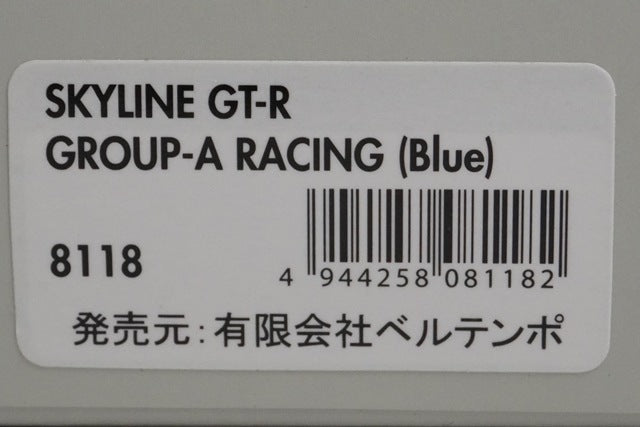 SKYLINE GT-R
GROUP-A RACING (Blue)
8118
4 944258 081182
発売元:有限会社ベルテンポ